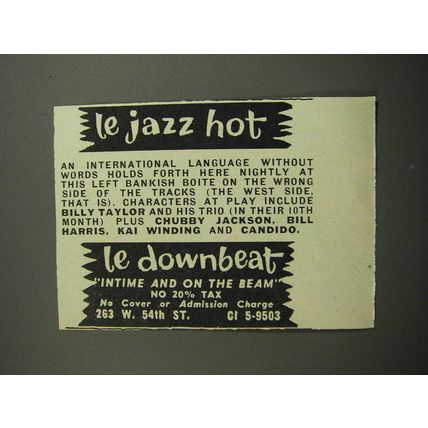 le jazz hot
AN INTERNATIONAL LANGUAGE WITHOUT
WORDS HOLDS FORTH HERE NIGHTLY AT
THIS LEFT BANKISH BOITE ON THE WRONG
SIDE OF THE TRACKS (THE WEST SIDE,
THAT IS). CHARACTERS AT PLAY INCLUDE
BILLY TAYLOR AND HIS TRIO (IN THEIR 10TH
MONTH) PLUS CHUBBY JACKSON, BILL
HARRIS, KAI WINDING AND CANDIDO.
le downbeat
"INTIME AND ON THE BEAM"
NO 20% TAX
No Cover or Admission Charge
263 W. 54th ST. CI 5-9503